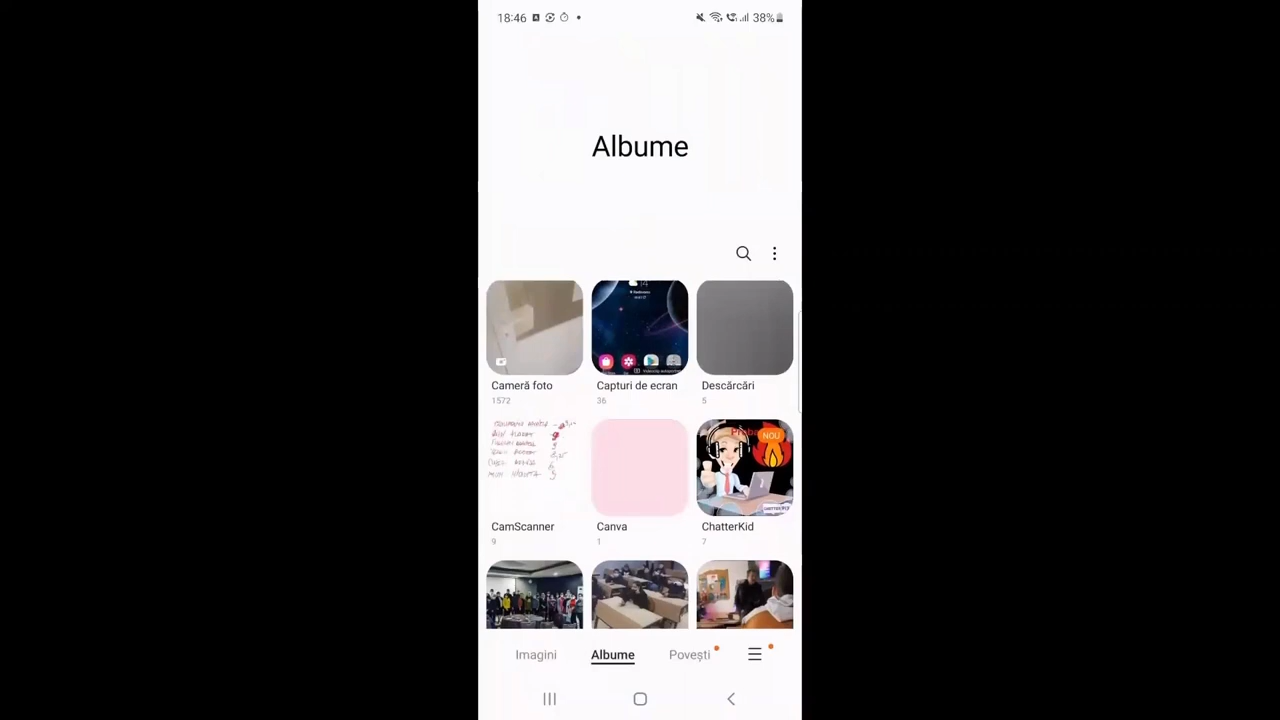 18:46
38%
Albume
Cameră foto
1572
Capturi de ecran
36
Descărcări
5
NOU
CamScanner
9
Canva
1
ChatterKid
7
Imagini
Albume
Povești